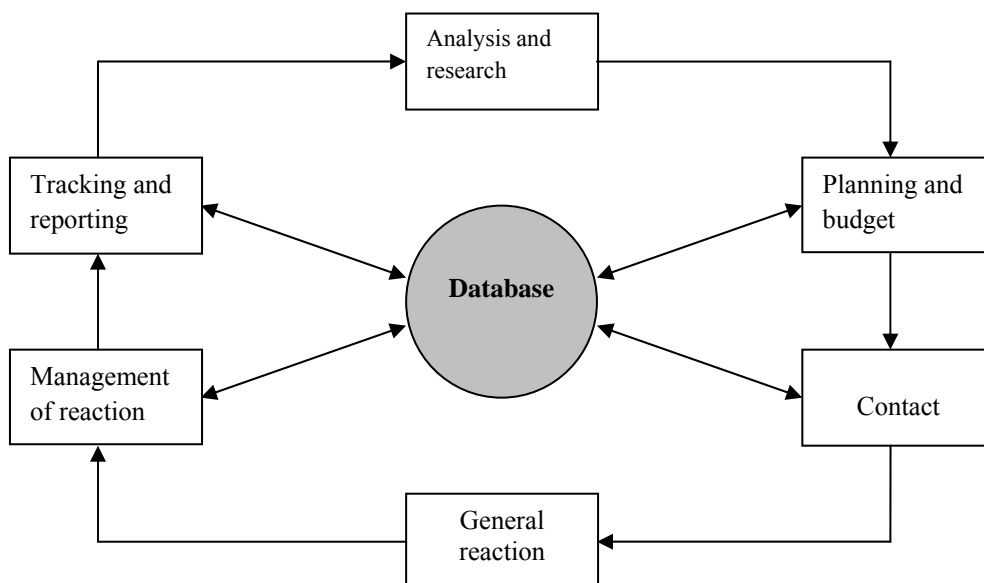 Analysis and
research
Tracking and
reporting
Planning and
budget
Database
Management
of reaction
Contact
General
reaction